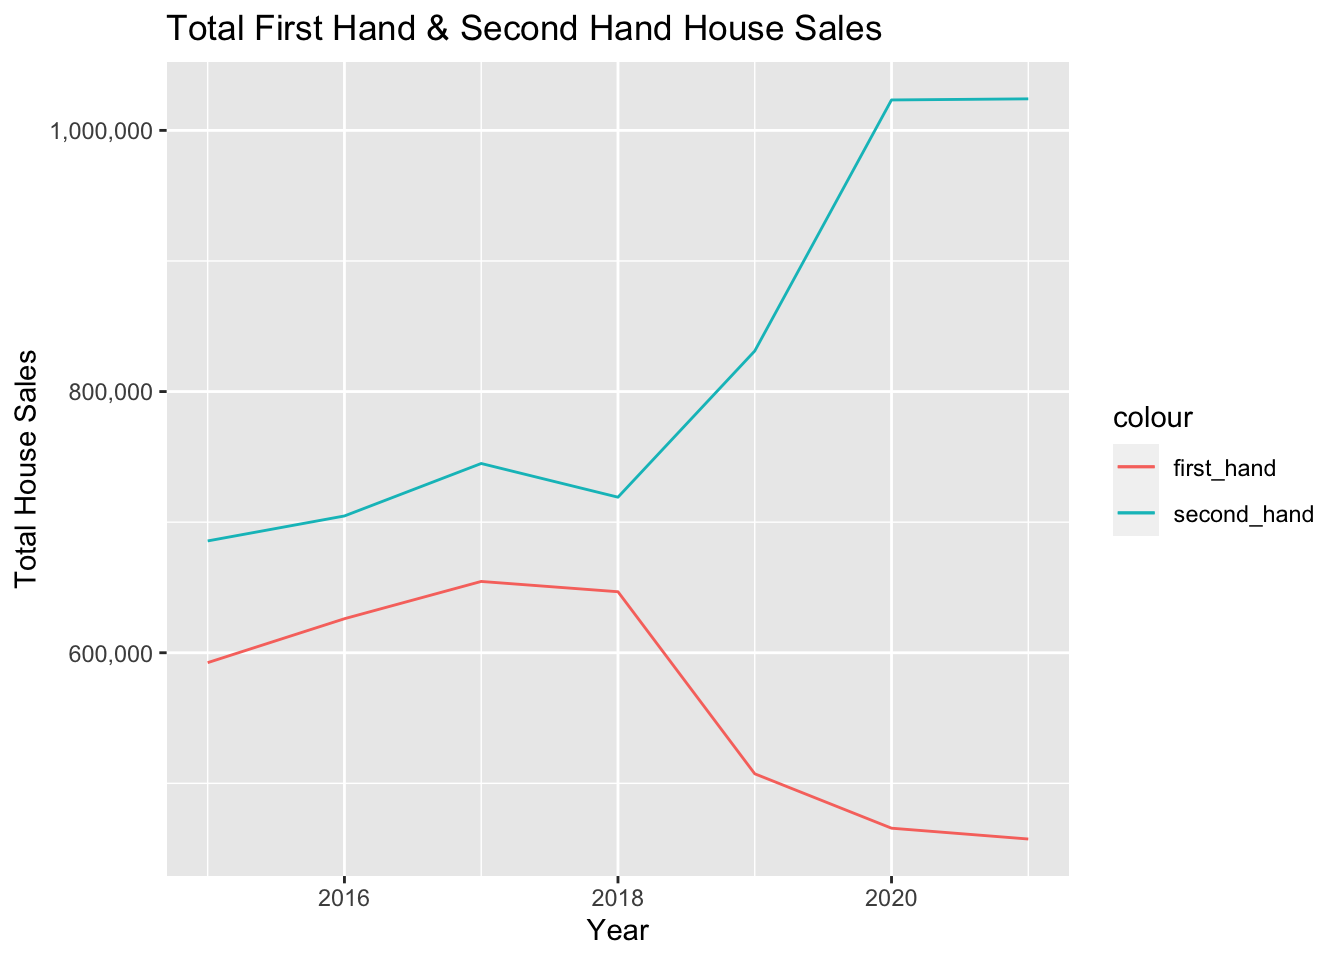 Total First Hand & Second Hand House Sales
1,000,000
800,000
600,000
Total House Sales
2016
2018
2020
Year
colour
first_hand
second_hand